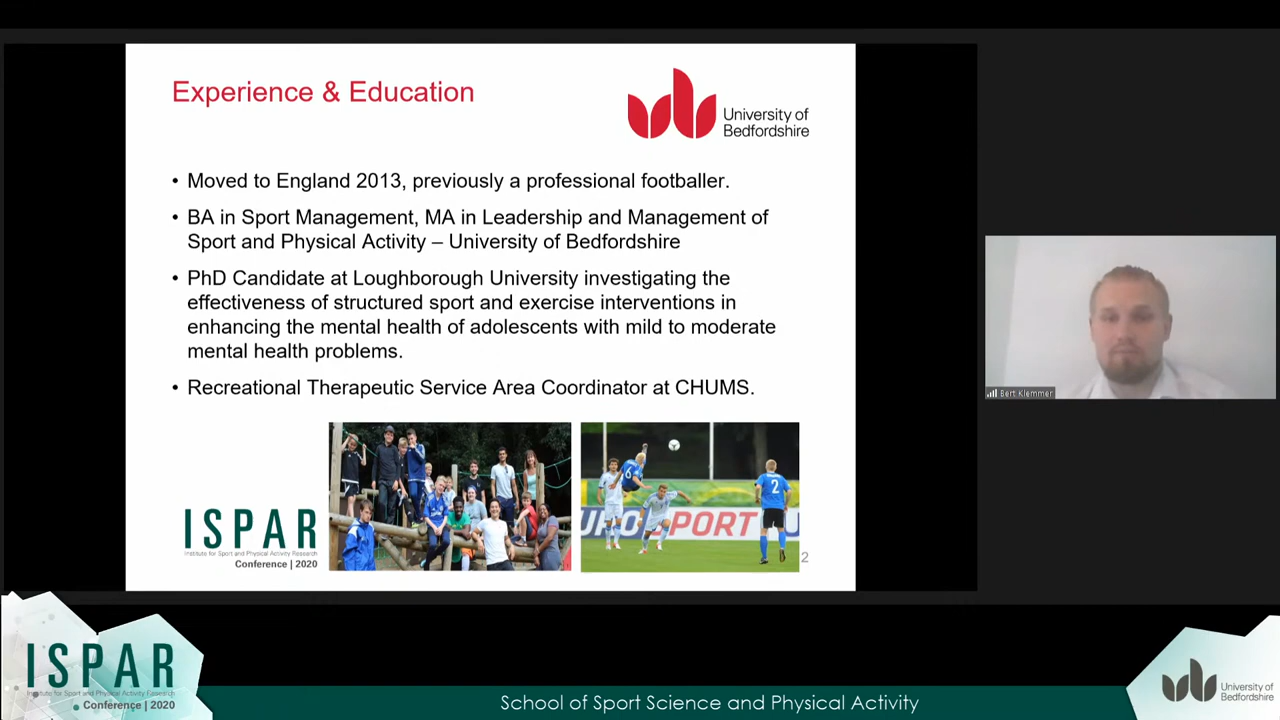 Experience & Education
University of
Bedfordshire
• Moved to England 2013, previously a professional footballer.
• BA in Sport Management, MA in Leadership and Management of
Sport and Physical Activity – University of Bedfordshire
• PhD Candidate at Loughborough University investigating the
effectiveness of structured sport and exercise interventions in
enhancing the mental health of adolescents with mild to moderate
mental health problems.
• Recreational Therapeutic Service Area Coordinator at CHUMS.
ISPAR
Institute for Sport and Physical Activity Research
Conference | 2020
6
2
UROSPORT
2
Bert Klemmer
ISPAR
Institute for Sport and Physical Activity Research
Conference | 2020
School of Sport Science and Physical Activity
University of
Bedfordshire